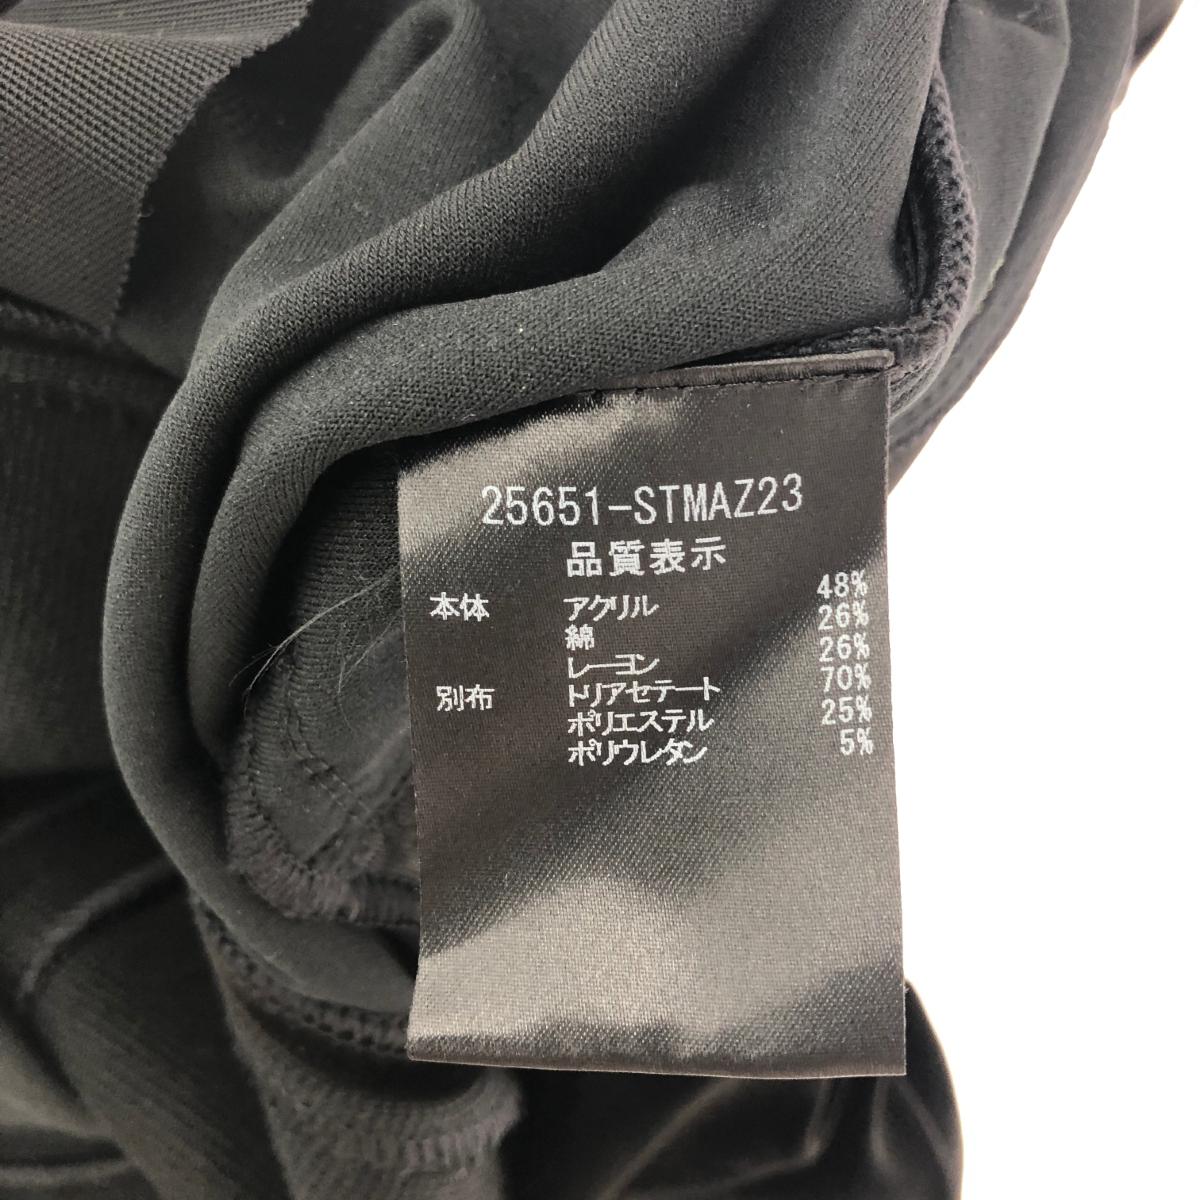 25651-STMAZ23
品質表示
本体 アクリル 48%
綿 26%
レーヨン 26%
別布 トリアセテート 70%
ポリエステル 25%
ポリウレタン 5%